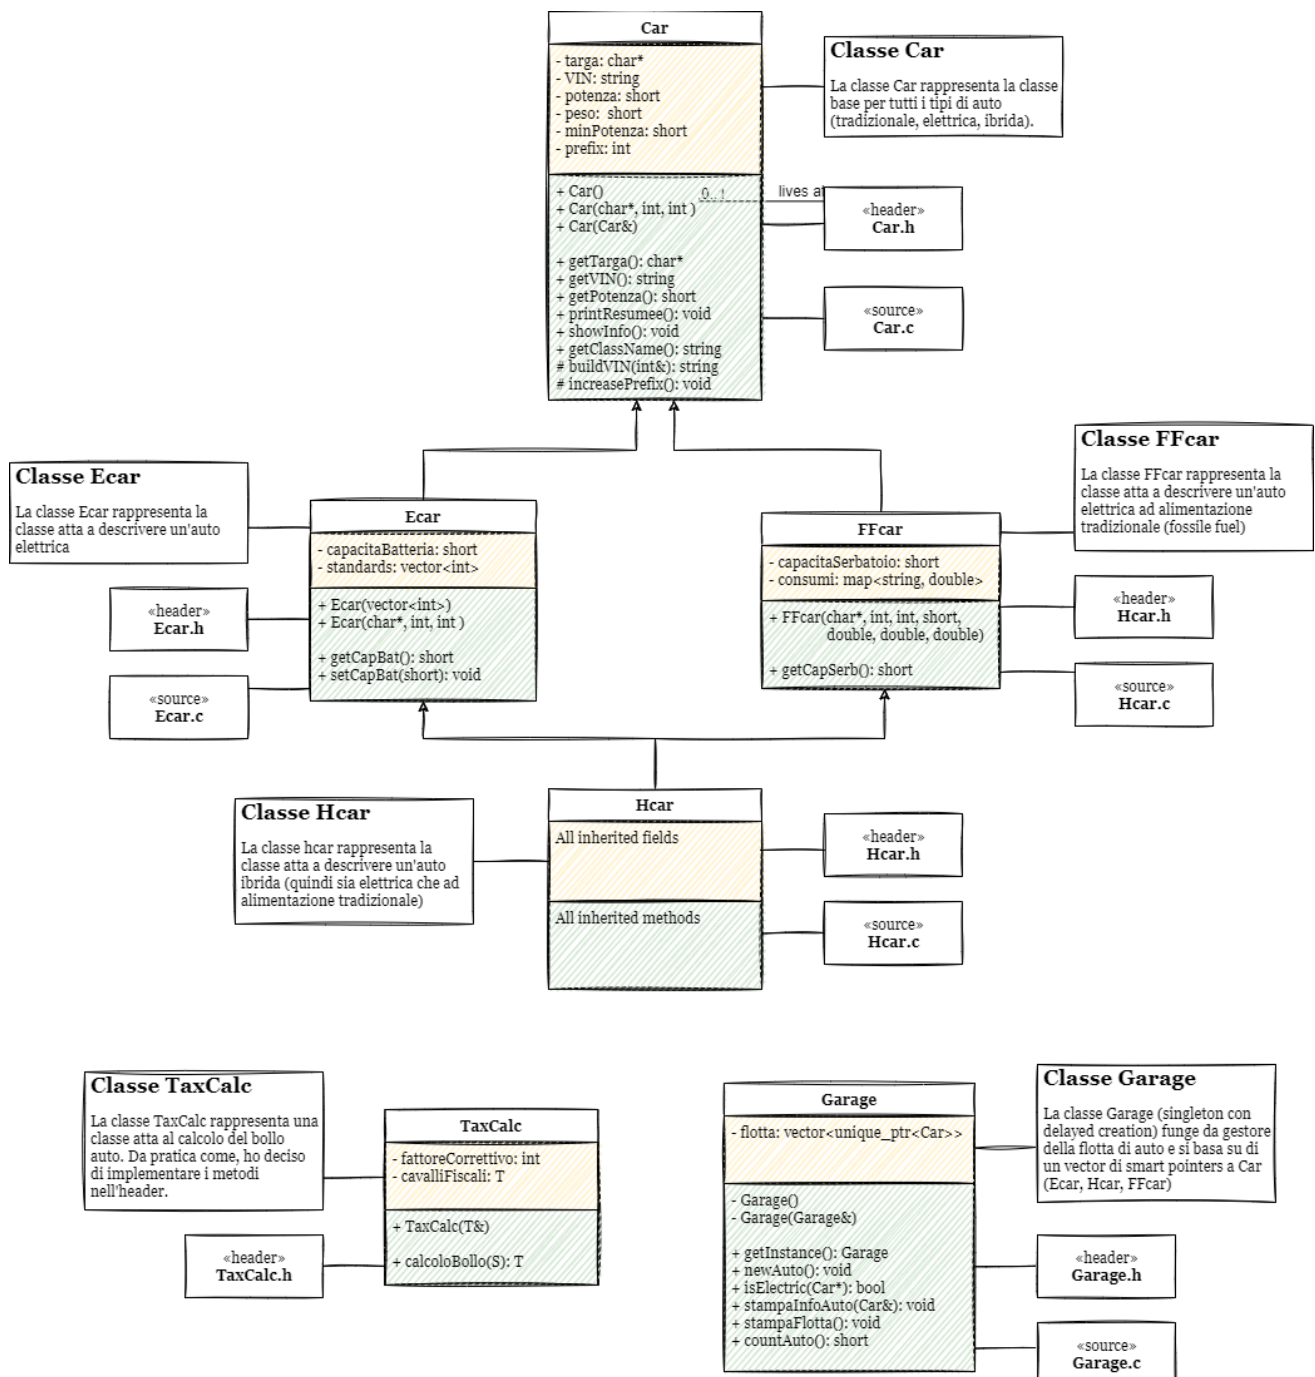 Car
- targa: char*
- VIN: string
- potenza: short
- peso:  short
- minPotenza: short
- prefix: int
+ Car()
+ Car(char*, int, int )
+ Car(Car&)
+ getTarga(): char*
+ getVIN(): string
+ getPotenza(): short
+ printResumee(): void
+ showInfo(): void
+ getClassName(): string
# buildVIN(int&): string
# increasePrefix(): void
0..1
lives at
Classe Car
La classe Car rappresenta la classe
base per tutti i tipi di auto
(tradizionale, elettrica, ibrida).
«header»
Car.h
«source»
Car.c
Classe Ecar
La classe Ecar rappresenta la
classe atta a descrivere un'auto
elettrica
«header»
Ecar.h
«source»
Ecar.c
Ecar
- capacitaBatteria: short
- standards: vector<int>
+ Ecar(vector<int>)
+ Ecar(char*, int, int )
+ getCapBat(): short
+ setCapBat(short): void
FFcar
- capacitaSerbatoio: short
- consumi: map<string, double>
+ FFcar(char*, int, int, short,
double, double, double)
+ getCapSerb(): short
Classe FFcar
La classe FFcar rappresenta la
classe atta a descrivere un'auto
elettrica ad alimentazione
tradizionale (fossile fuel)
«header»
Hcar.h
«source»
Hcar.c
Classe Hcar
La classe hcar rappresenta la
classe atta a descrivere un'auto
ibrida (quindi sia elettrica che ad
alimentazione tradizionale)
Hcar
All inherited fields
All inherited methods
«header»
Hcar.h
«source»
Hcar.c
Classe TaxCalc
La classe TaxCalc rappresenta una
classe atta al calcolo del bollo
auto. Da pratica come, ho deciso
di implementare i metodi
nell'header.
«header»
TaxCalc.h
TaxCalc
- fattoreCorrettivo: int
- cavalliFiscali: T
+ TaxCalc(T&)
+ calcoloBollo(S): T
Garage
- flotta: vector<unique_ptr<Car>>
- Garage()
- Garage(Garage&)
+ getInstance(): Garage
+ newAuto(): void
+ isElectric(Car*): bool
+ stampaInfoAuto(Car&): void
+ stampaFlotta(): void
+ countAuto(): short
Classe Garage
La classe Garage (singleton con
delayed creation) funge da gestore
della flotta di auto e si basa su di
un vector di smart pointers a Car
(Ecar, Hcar, FFcar)
«header»
Garage.h
«source»
Garage.c